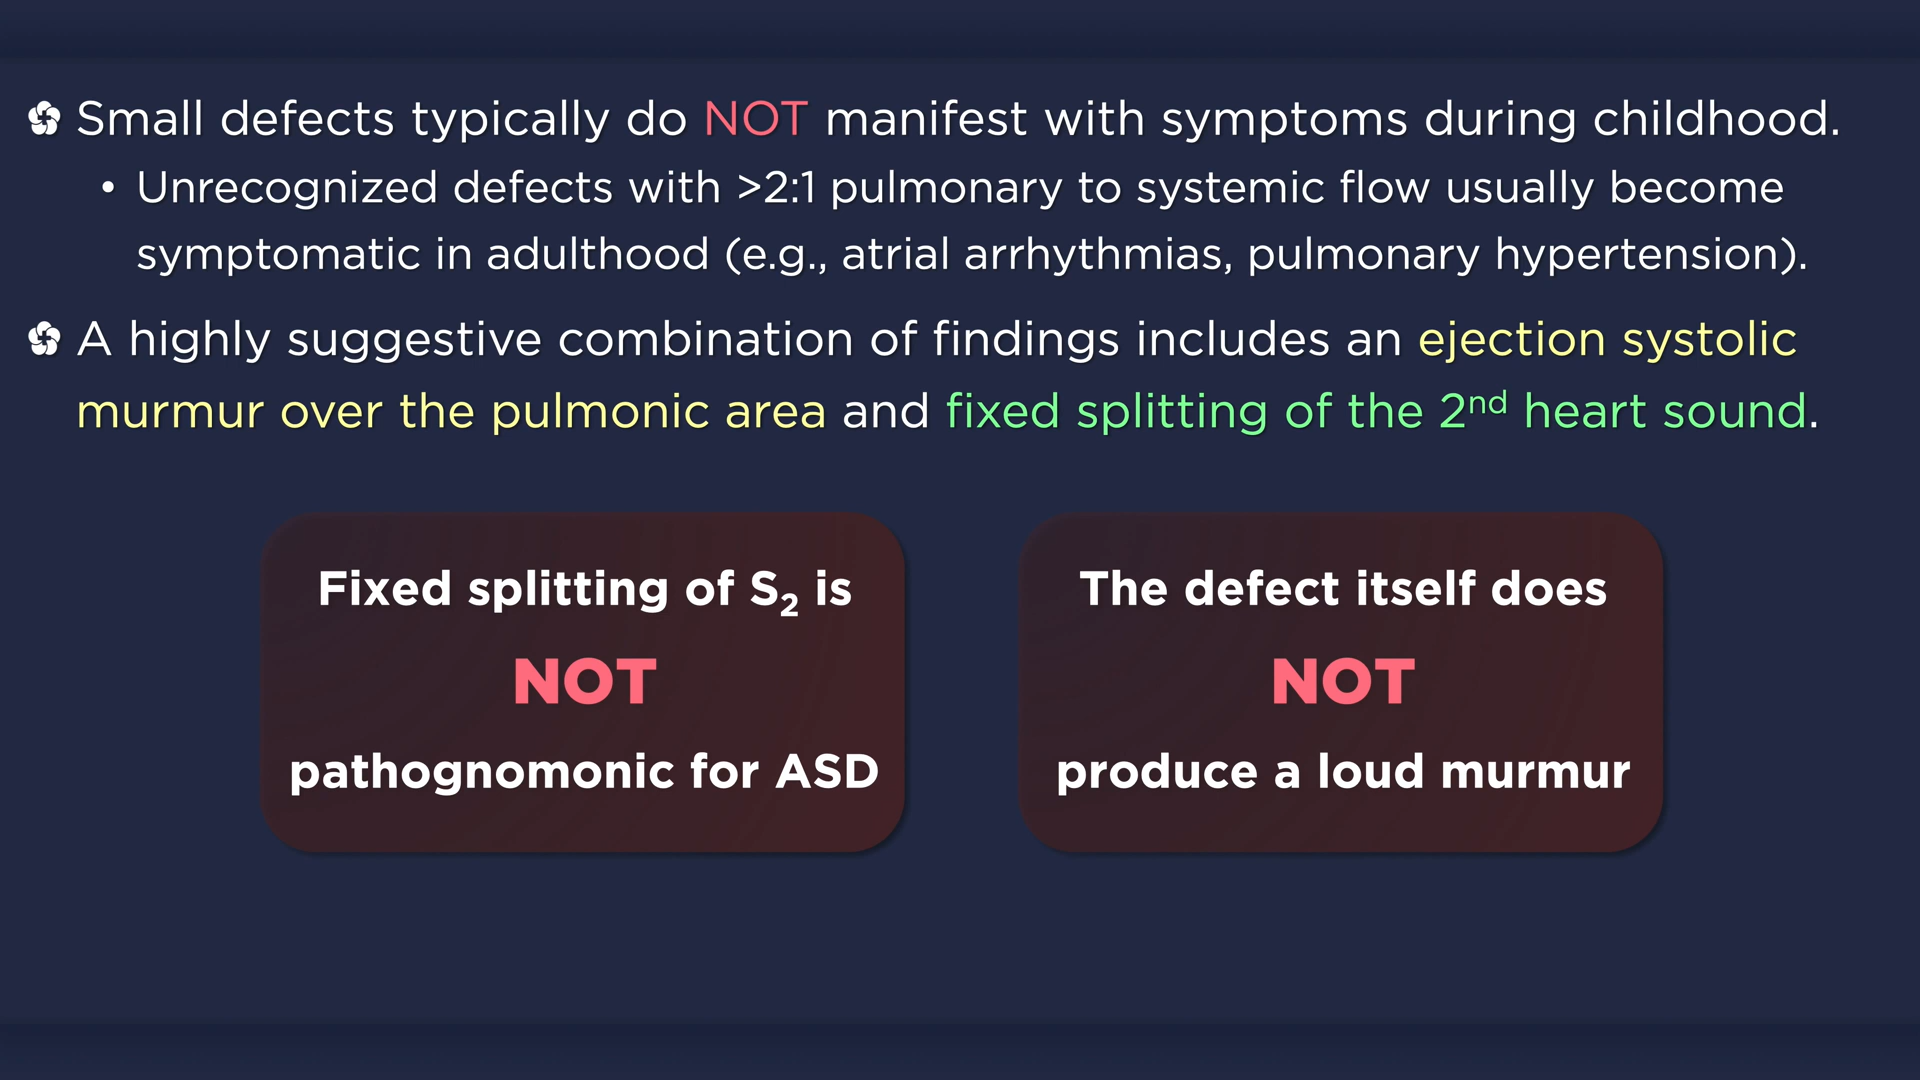 Small defects typically do NOT manifest with symptoms during childhood.
• Unrecognized defects with >2:1 pulmonary to systemic flow usually become
symptomatic in adulthood (e.g., atrial arrhythmias, pulmonary hypertension).
A highly suggestive combination of findings includes an ejection systolic
murmur over the pulmonic area and fixed splitting of the 2nd heart sound.
Fixed splitting of S₂ is
NOT
pathognomonic for ASD
The defect itself does
NOT
produce a loud murmur